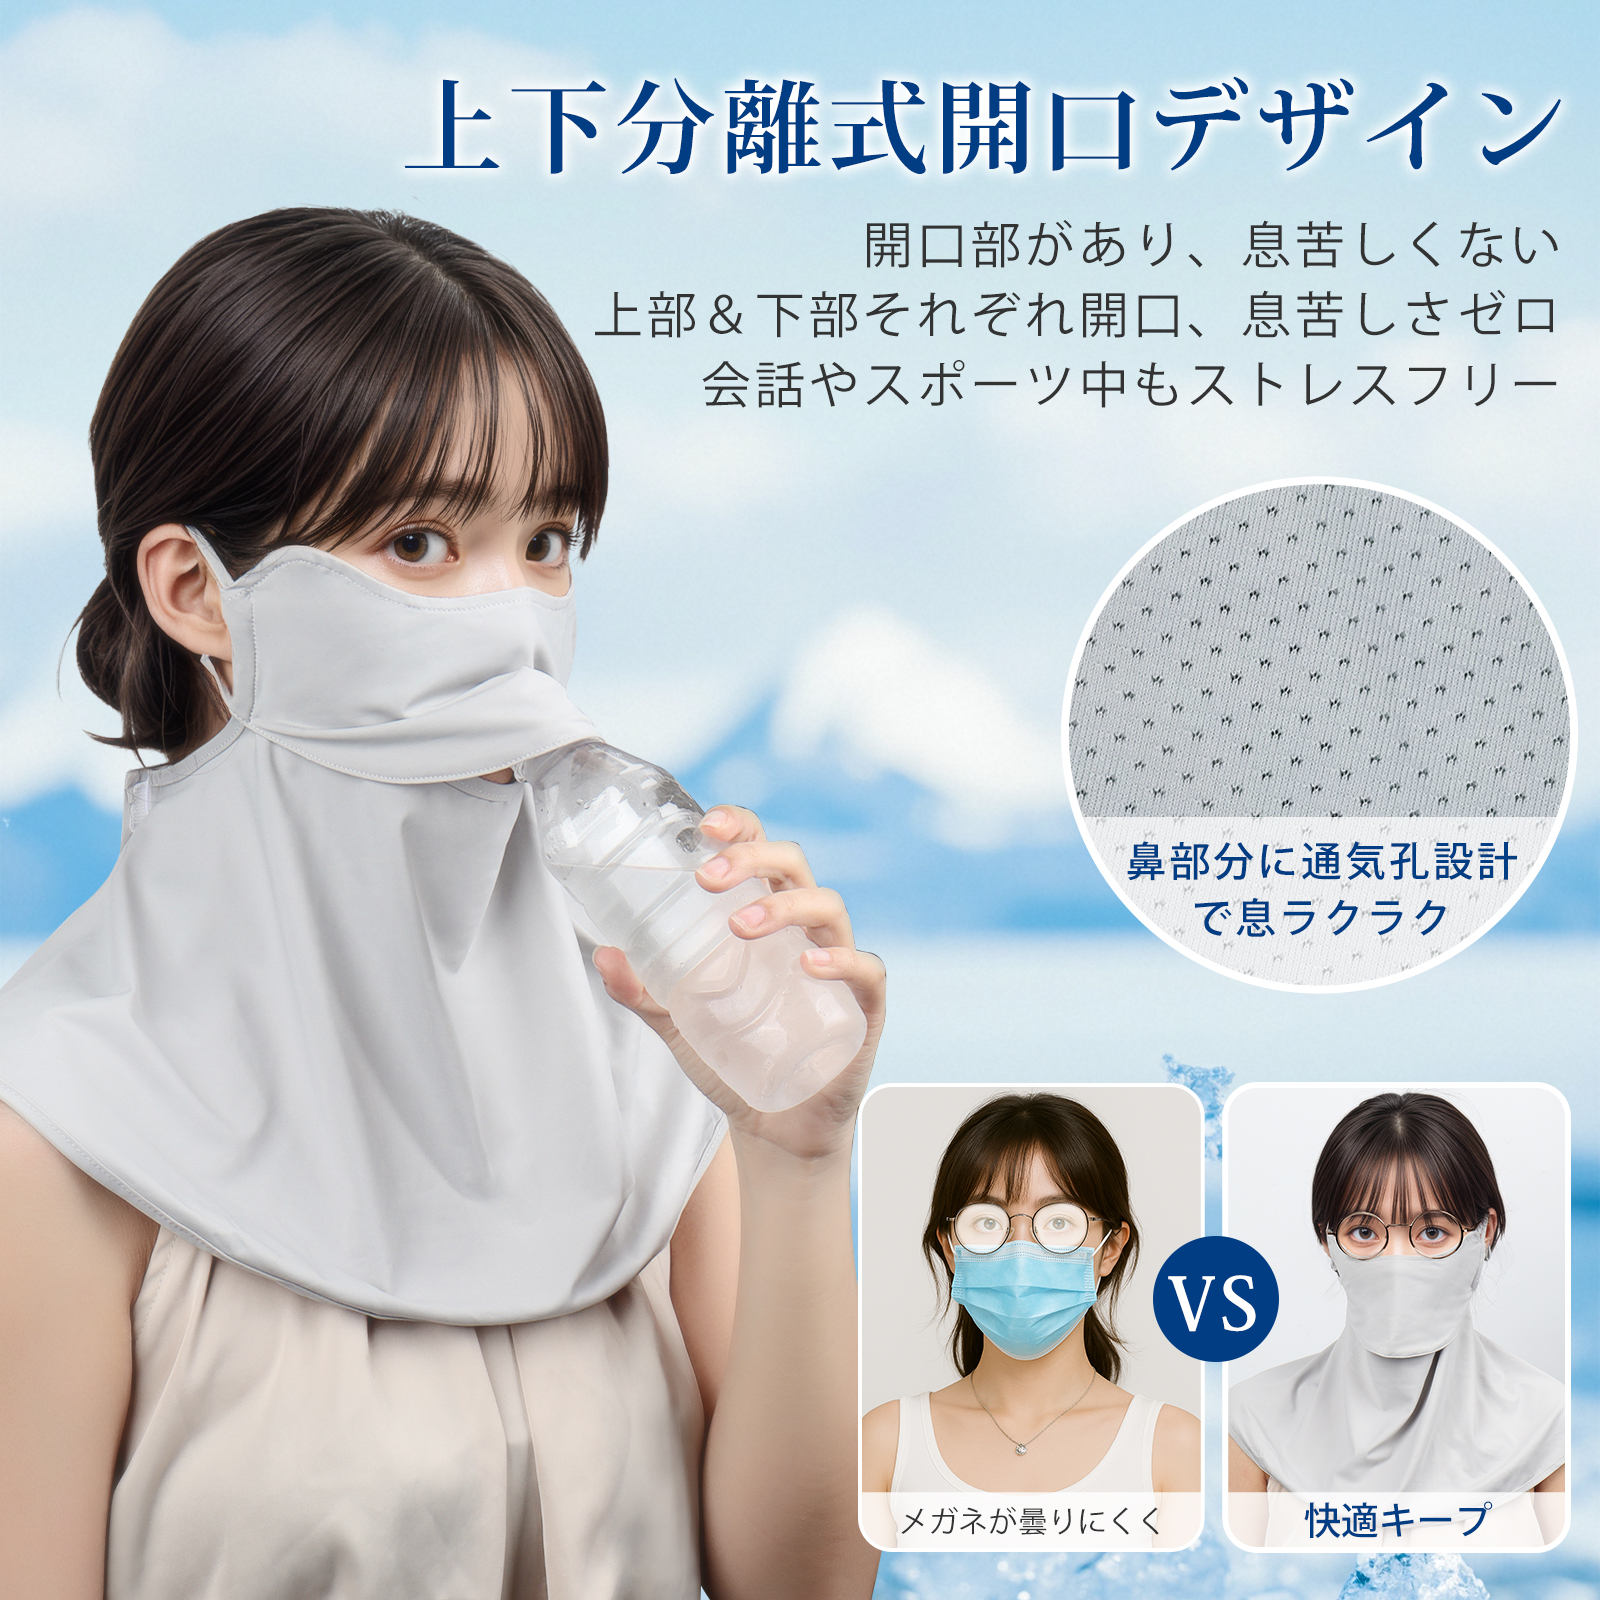 上下分離式開口デザイン
開口部があり、息苦しくない
上部＆下部それぞれ開口、息苦しさゼロ
会話やスポーツ中もストレスフリー
鼻部分に通気孔設計
で息ラクラク
VS
メガネが曇りにくく
快適キープ